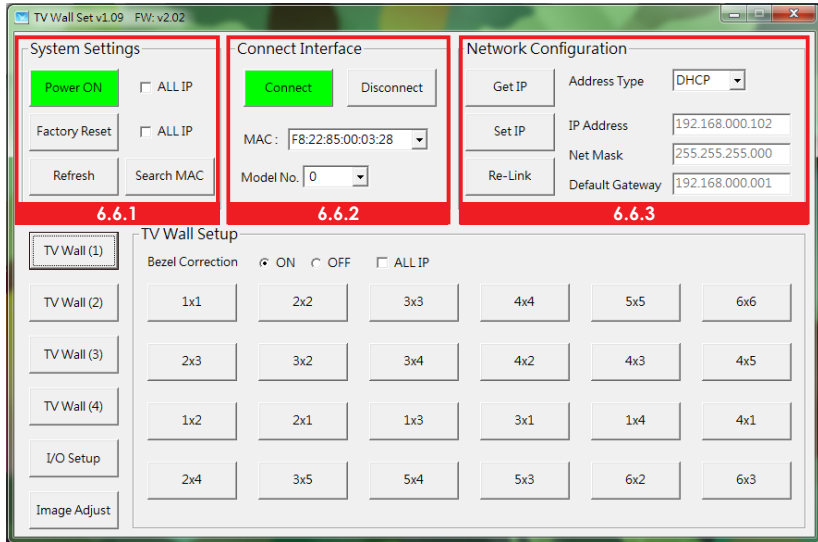 TV Wall Set v1.09 FW: v2.02
System Settings
Power ON ALL IP
Factory Reset ALL IP
Refresh Search MAC
6.6.1
Connect Interface
Connect Disconnect
MAC : F8:22:85:00:03:28
Model No. 0
6.6.2
Network Configuration
Get IP Address Type DHCP
Set IP IP Address 192.168.000.102
Net Mask 255.255.255.000
Re-Link Default Gateway 192.168.000.001
6.6.3
TV Wall (1)
TV Wall (2)
TV Wall (3)
TV Wall (4)
I/O Setup
Image Adjust
TV Wall Setup
Bezel Correction ON OFF ALL IP
1x1 2x2 3x3 4x4 5x5 6x6
2x3 3x2 3x4 4x2 4x3 4x5
1x2 2x1 1x3 3x1 1x4 4x1
2x4 3x5 5x4 5x3 6x2 6x3